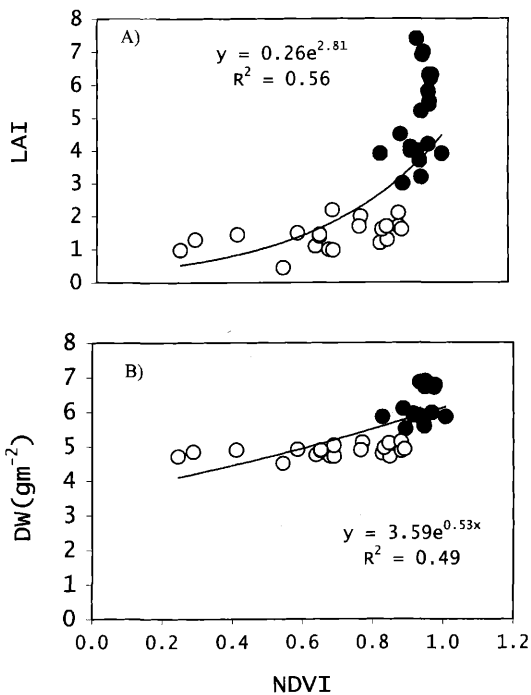 8
7
6
5
4
3
2
1
0
LAI
A)
y = 0.26e^2.81
R² = 0.56
8
7
6
5
4
3
2
1
0
DW(gm⁻²)
B)
y = 3.59e^0.53x
R² = 0.49
0.0 0.2 0.4 0.6 0.8 1.0 1.2
NDVI